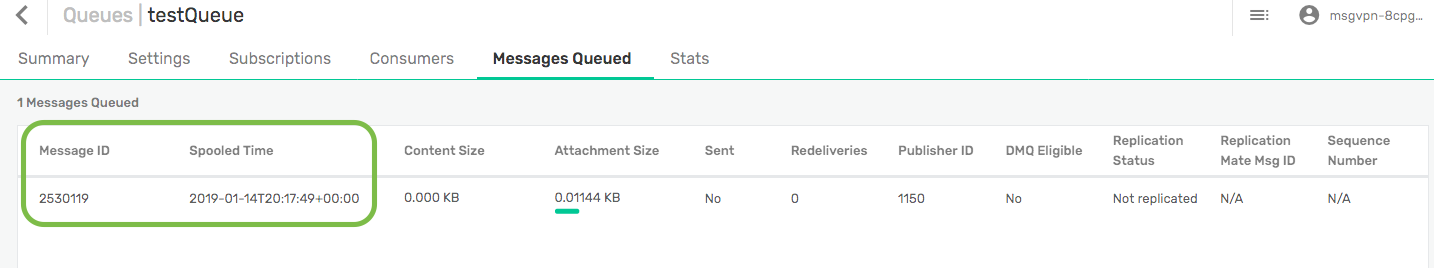 Queues | testQueue
msgvpn-8cpg...
Summary Settings Subscriptions Consumers Messages Queued Stats
1 Messages Queued
Message ID Spooled Time Content Size Attachment Size Sent Redeliveries Publisher ID DMQ Eligible Replication Status Replication Mate Msg ID Sequence Number
2530119 2019-01-14T20:17:49+00:00 0.000 KB 0.01144 KB No 0 1150 No Not replicated N/A N/A